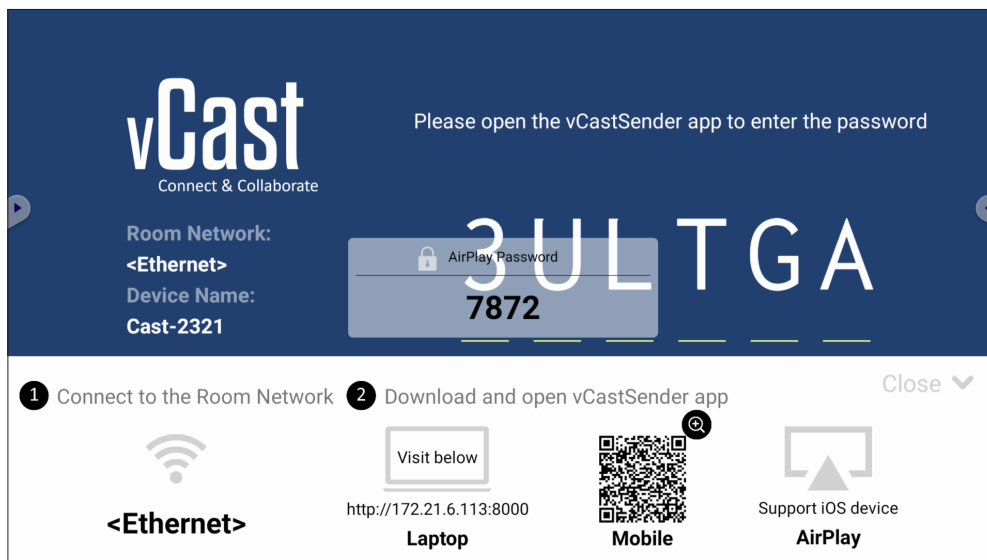 vCast
Connect & Collaborate
Please open the vCastSender app to enter the password
Room Network:
<Ethernet>
Device Name:
Cast-2321
3ULTGA
AirPlay Password
7872
1 Connect to the Room Network
2 Download and open vCastSender app
Close
<Ethernet>
Visit below
http://172.21.6.113:8000
Laptop
Mobile
Support iOS device
AirPlay